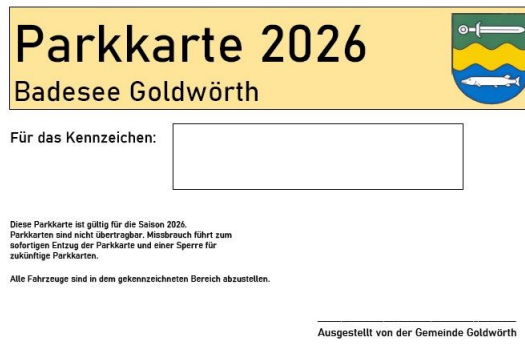 Parkkarte 2026
Badesee Goldwörth
Für das Kennzeichen:
Diese Parkkarte ist gültig für die Saison 2026.
Parkkarten sind nicht übertragbar. Missbrauch führt zum
sofortigen Entzug der Parkkarte und einer Sperre für
zukünftige Parkkarten.
Alle Fahrzeuge sind in dem gekennzeichneten Bereich abzustellen.
Ausgestellt von der Gemeinde Goldwörth